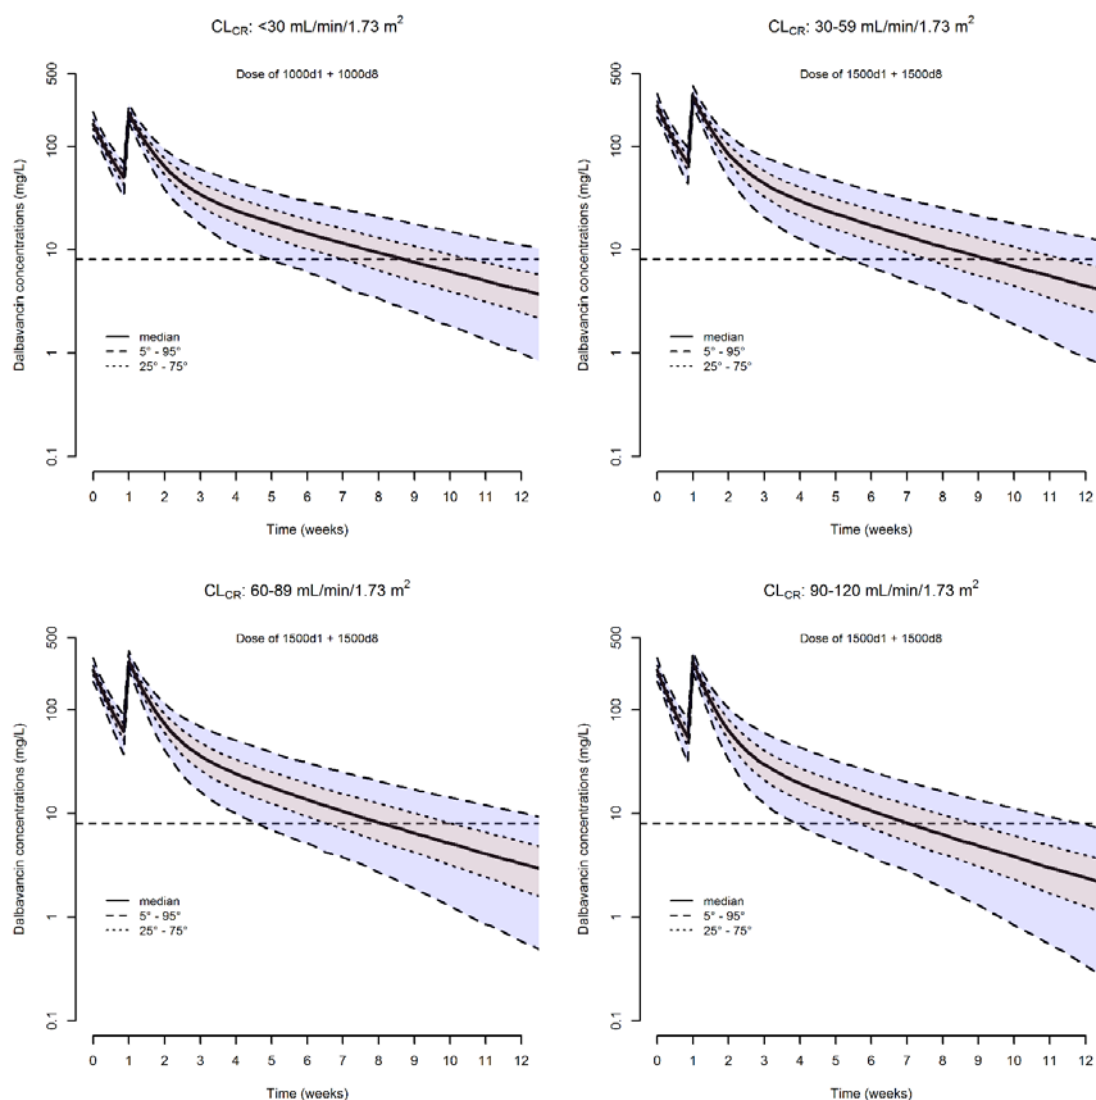 CL_CR: <30 mL/min/1.73 m²
Dose of 1000d1 + 1000d8
Dalbavancin concentrations (mg/L)
500
100
10
1
0.1
median
5° - 95°
25° - 75°
0 1 2 3 4 5 6 7 8 9 10 11 12
Time (weeks)
CL_CR: 30-59 mL/min/1.73 m²
Dose of 1500d1 + 1500d8
Dalbavancin concentrations (mg/L)
500
100
10
1
0.1
median
5° - 95°
25° - 75°
0 1 2 3 4 5 6 7 8 9 10 11 12
Time (weeks)
CL_CR: 60-89 mL/min/1.73 m²
Dose of 1500d1 + 1500d8
Dalbavancin concentrations (mg/L)
500
100
10
1
0.1
median
5° - 95°
25° - 75°
0 1 2 3 4 5 6 7 8 9 10 11 12
Time (weeks)
CL_CR: 90-120 mL/min/1.73 m²
Dose of 1500d1 + 1500d8
Dalbavancin concentrations (mg/L)
500
100
10
1
0.1
median
5° - 95°
25° - 75°
0 1 2 3 4 5 6 7 8 9 10 11 12
Time (weeks)